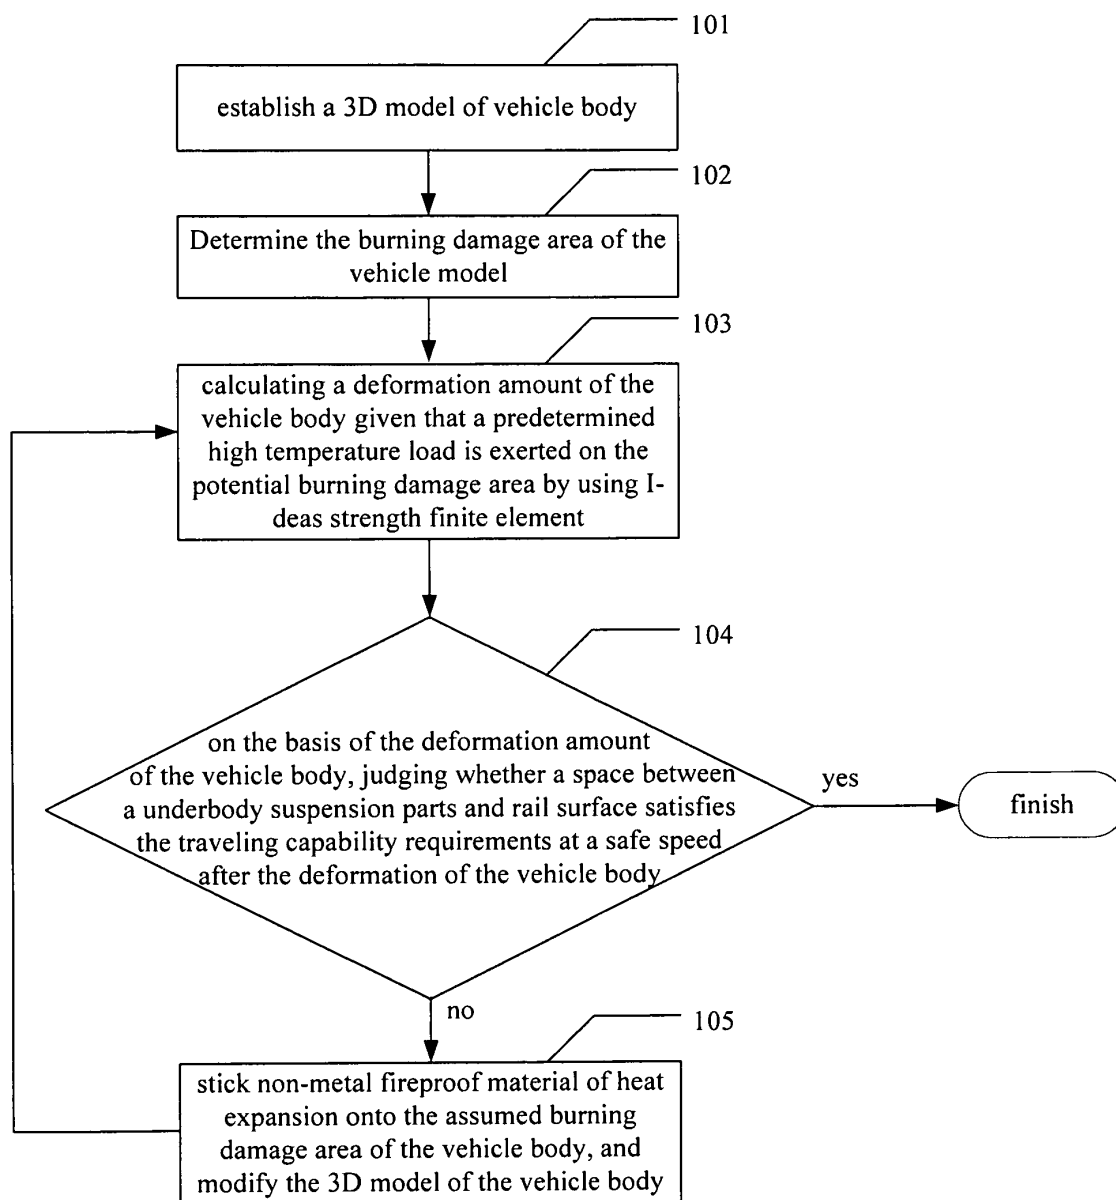 101
establish a 3D model of vehicle body
102
Determine the burning damage area of the
vehicle model
103
calculating a deformation amount of the
vehicle body given that a predetermined
high temperature load is exerted on the
potential burning damage area by using I-
deas strength finite element
104
on the basis of the deformation amount
of the vehicle body, judging whether a space between
a underbody suspension parts and rail surface satisfies
the traveling capability requirements at a safe speed
after the deformation of the vehicle body
yes
finish
no
105
stick non-metal fireproof material of heat
expansion onto the assumed burning
damage area of the vehicle body, and
modify the 3D model of the vehicle body